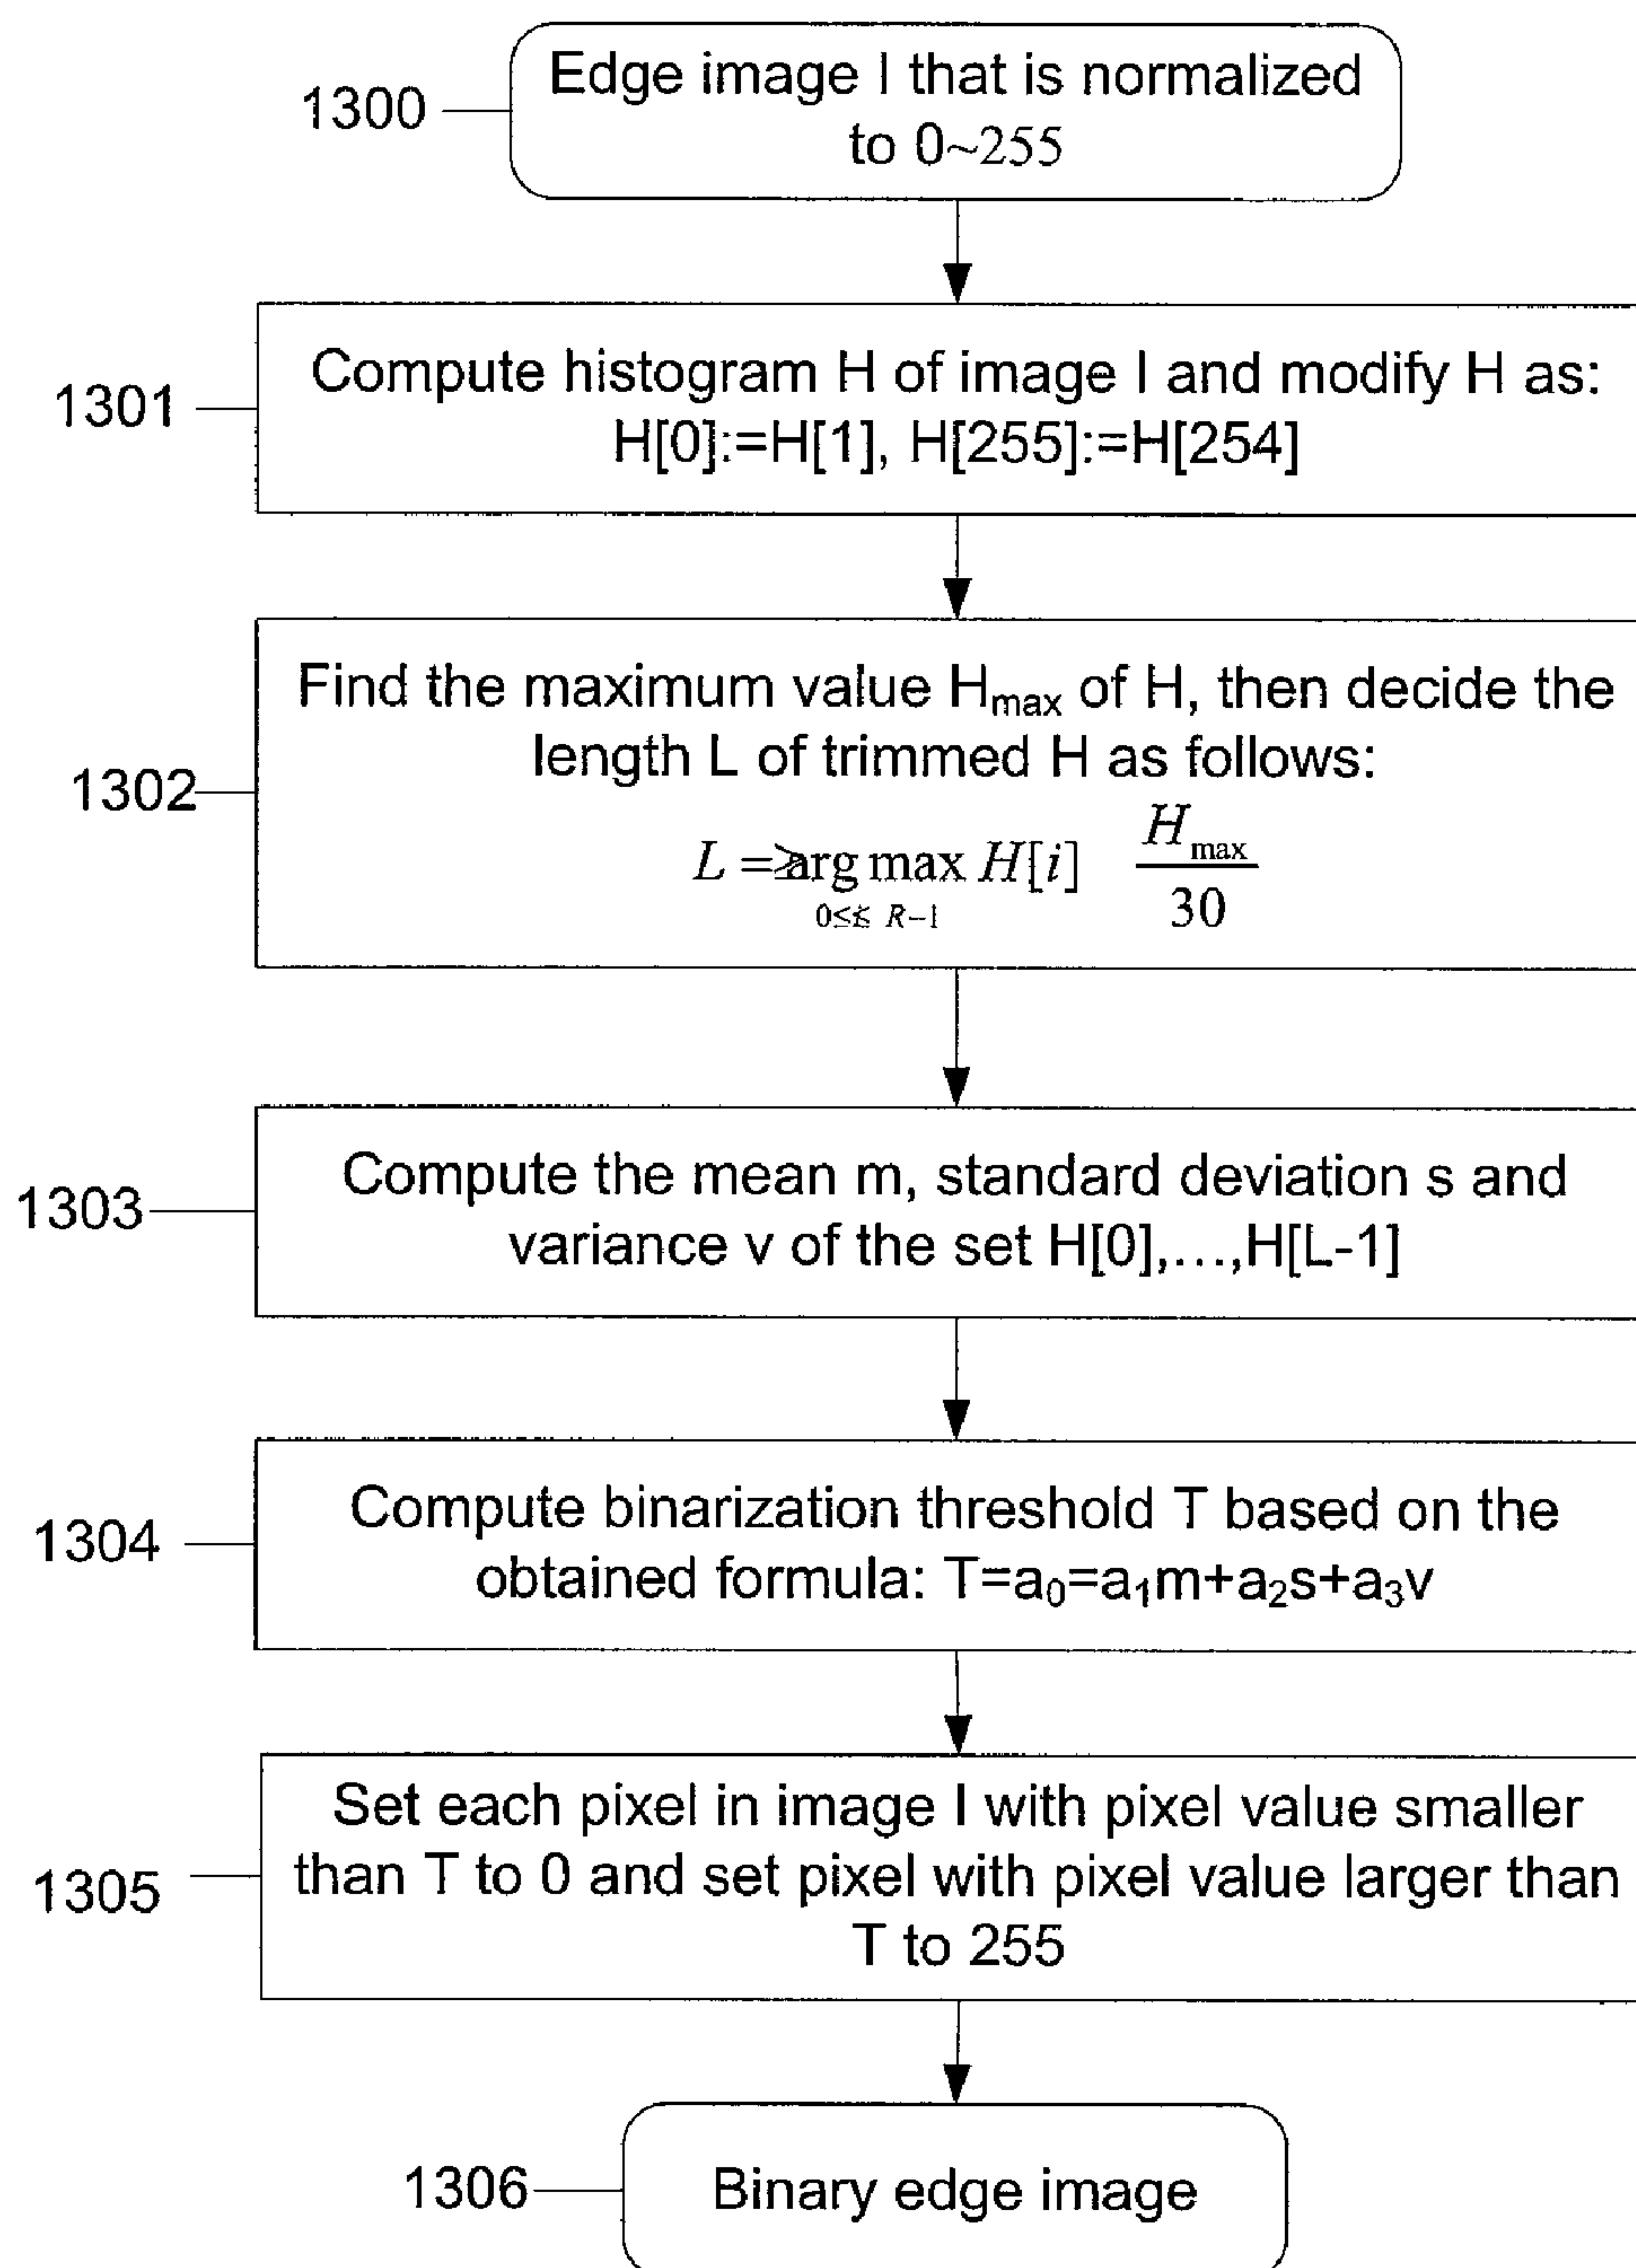 1300
Edge image I that is normalized
to 0~255
1301
Compute histogram H of image I and modify H as:
H[0]:=H[1], H[255]:=H[254]
1302
Find the maximum value Hmax of H, then decide the
length L of trimmed H as follows:
L =≥arg max H[i] Hmax
0≤i≤ R−1
30
1303
Compute the mean m, standard deviation s and
variance v of the set H[0],...,H[L-1]
1304
Compute binarization threshold T based on the
obtained formula: T=a0=a1m+a2s+a3v
1305
Set each pixel in image I with pixel value smaller
than T to 0 and set pixel with pixel value larger than
T to 255
1306
Binary edge image